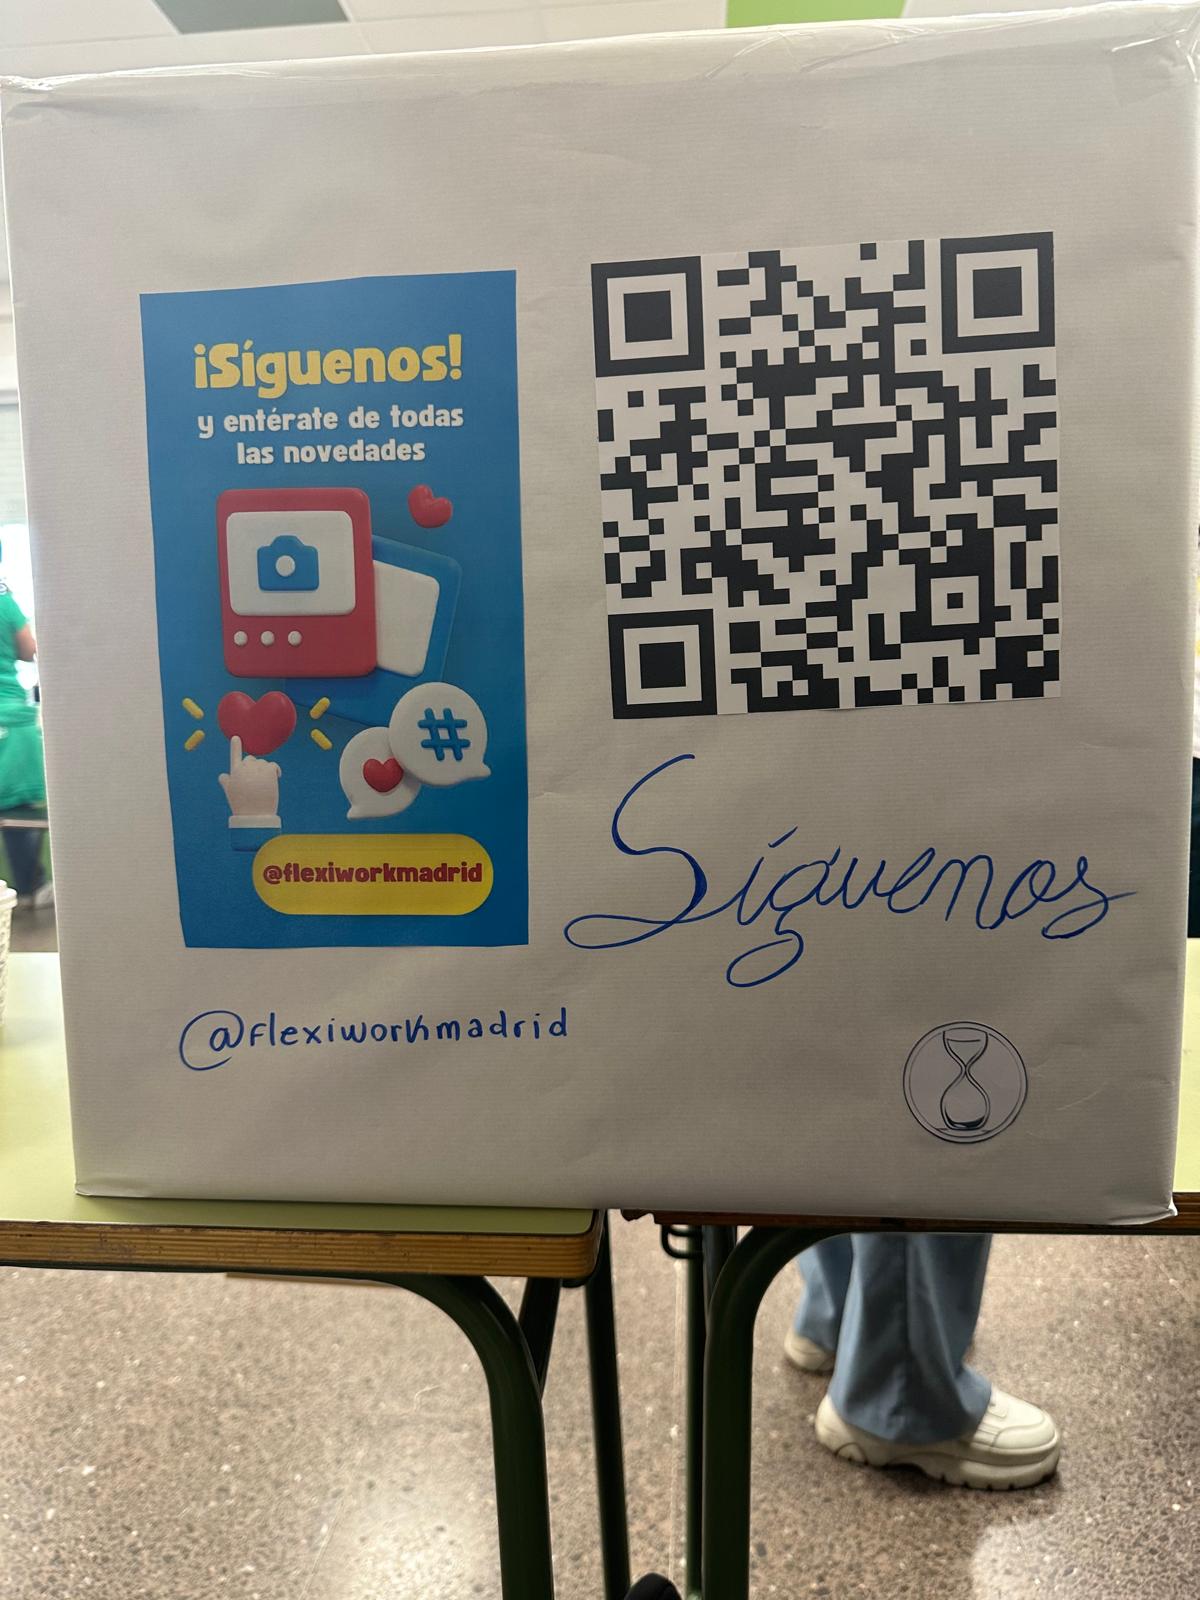 ¡Síguenos!
y entérate de todas
las novedades
#
@flexiworkmadrid
Síguenos
@flexiworkmadrid